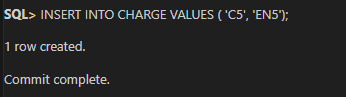 SQL> INSERT INTO CHARGE VALUES ( 'C5', 'EN5');
1 row created.
Commit complete.